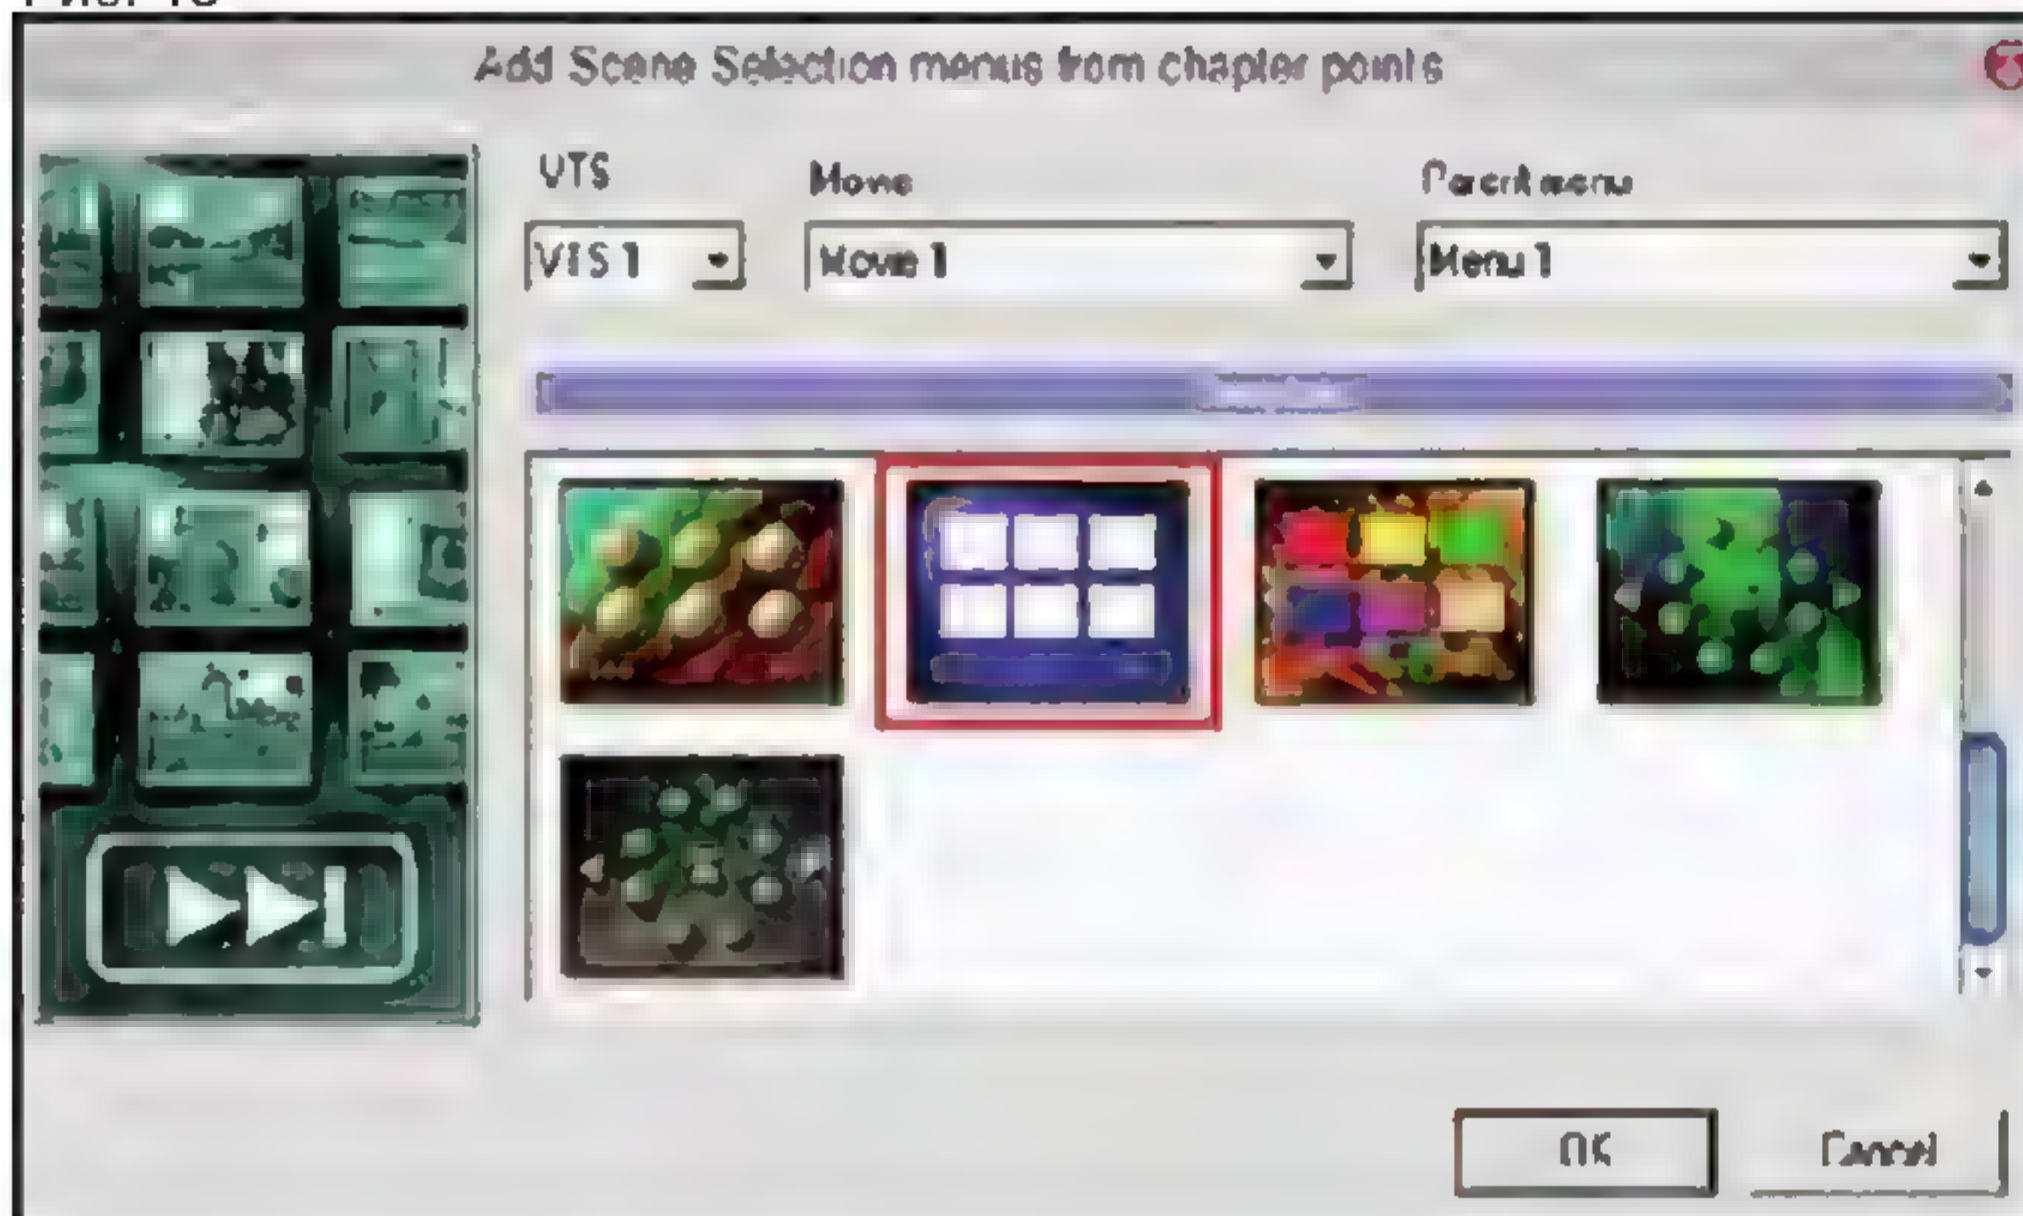 Add Scene Selection menus from chapter points
VTS Movie Parent menu
VTS 1 Movie 1 Menu 1
OK Cancel